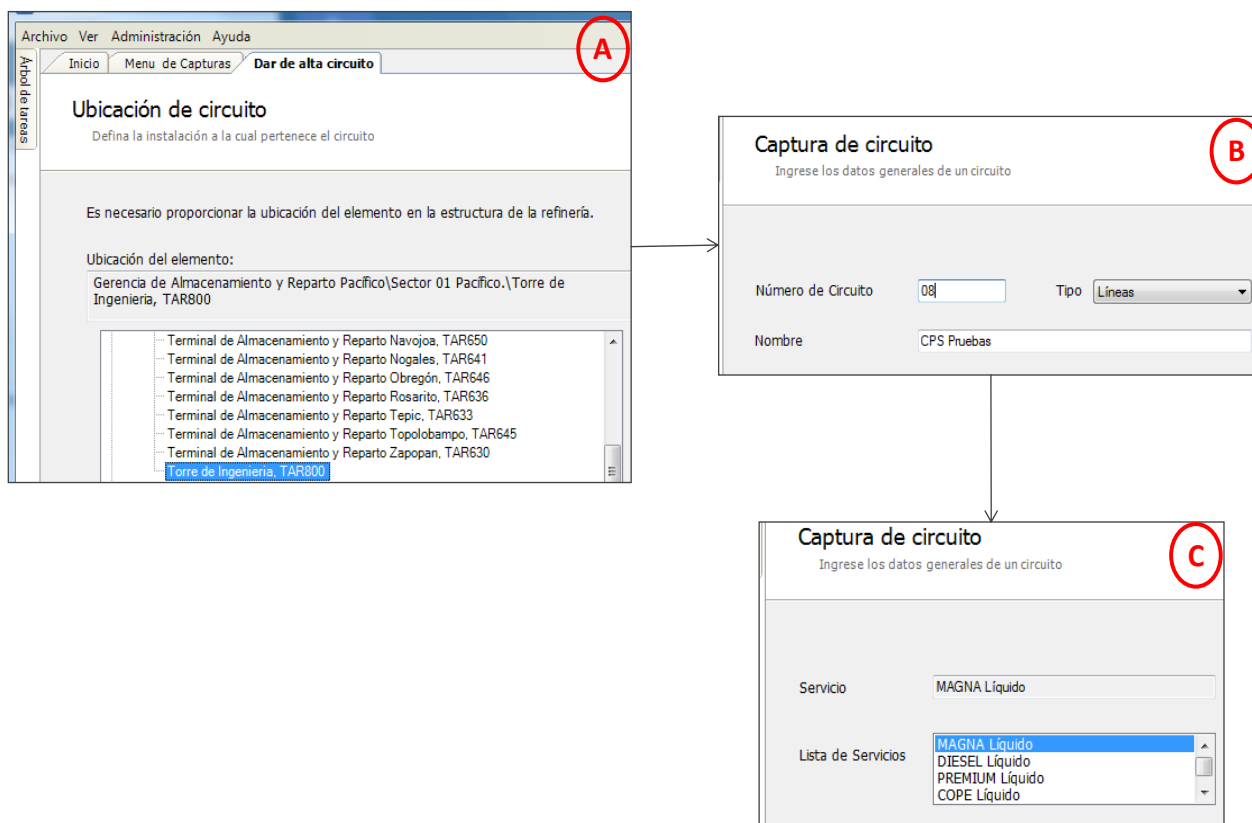 Archivo Ver Administración Ayuda
Árbol de tareas
Inicio Menu de Capturas Dar de alta circuito
A
Ubicación de circuito
Defina la instalación a la cual pertenece el circuito
Es necesario proporcionar la ubicación del elemento en la estructura de la refinería.
Ubicación del elemento:
Gerencia de Almacenamiento y Reparto Pacífico\Sector 01 Pacífico.\Torre de
Ingenieria, TAR800
Terminal de Almacenamiento y Reparto Navojoa, TAR650
Terminal de Almacenamiento y Reparto Nogales, TAR641
Terminal de Almacenamiento y Reparto Obregón, TAR646
Terminal de Almacenamiento y Reparto Rosarito, TAR636
Terminal de Almacenamiento y Reparto Tepic, TAR633
Terminal de Almacenamiento y Reparto Topolobampo, TAR645
Terminal de Almacenamiento y Reparto Zapopan, TAR630
Torre de Ingenieria, TAR800
Captura de circuito
B
Ingrese los datos generales de un circuito
Número de Circuito 08 Tipo Líneas
Nombre CPS Pruebas
Captura de circuito
C
Ingrese los datos generales de un circuito
Servicio MAGNA Líquido
Lista de Servicios
MAGNA Líquido
DIESEL Líquido
PREMIUM Líquido
COPE Líquido